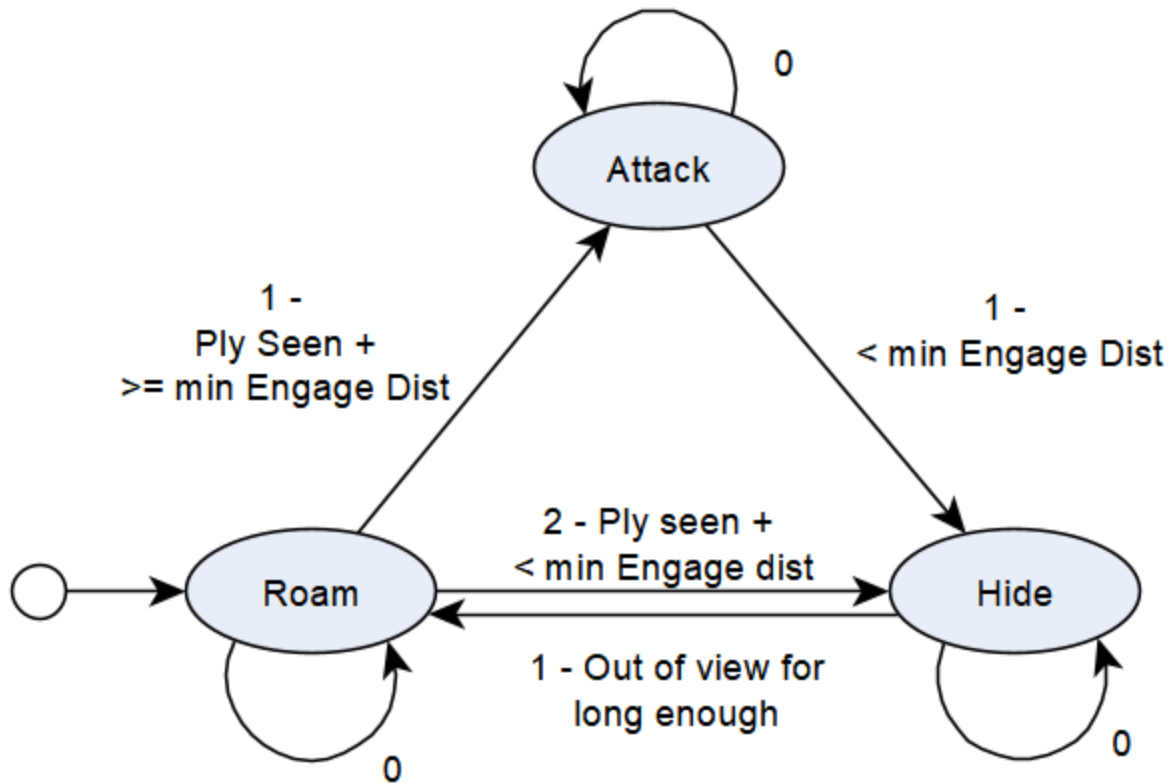 0
Attack
1 -
Ply Seen +
>= min Engage Dist
1 -
< min Engage Dist
2 - Ply seen +
< min Engage dist
Roam
Hide
1 - Out of view for
long enough
0
0